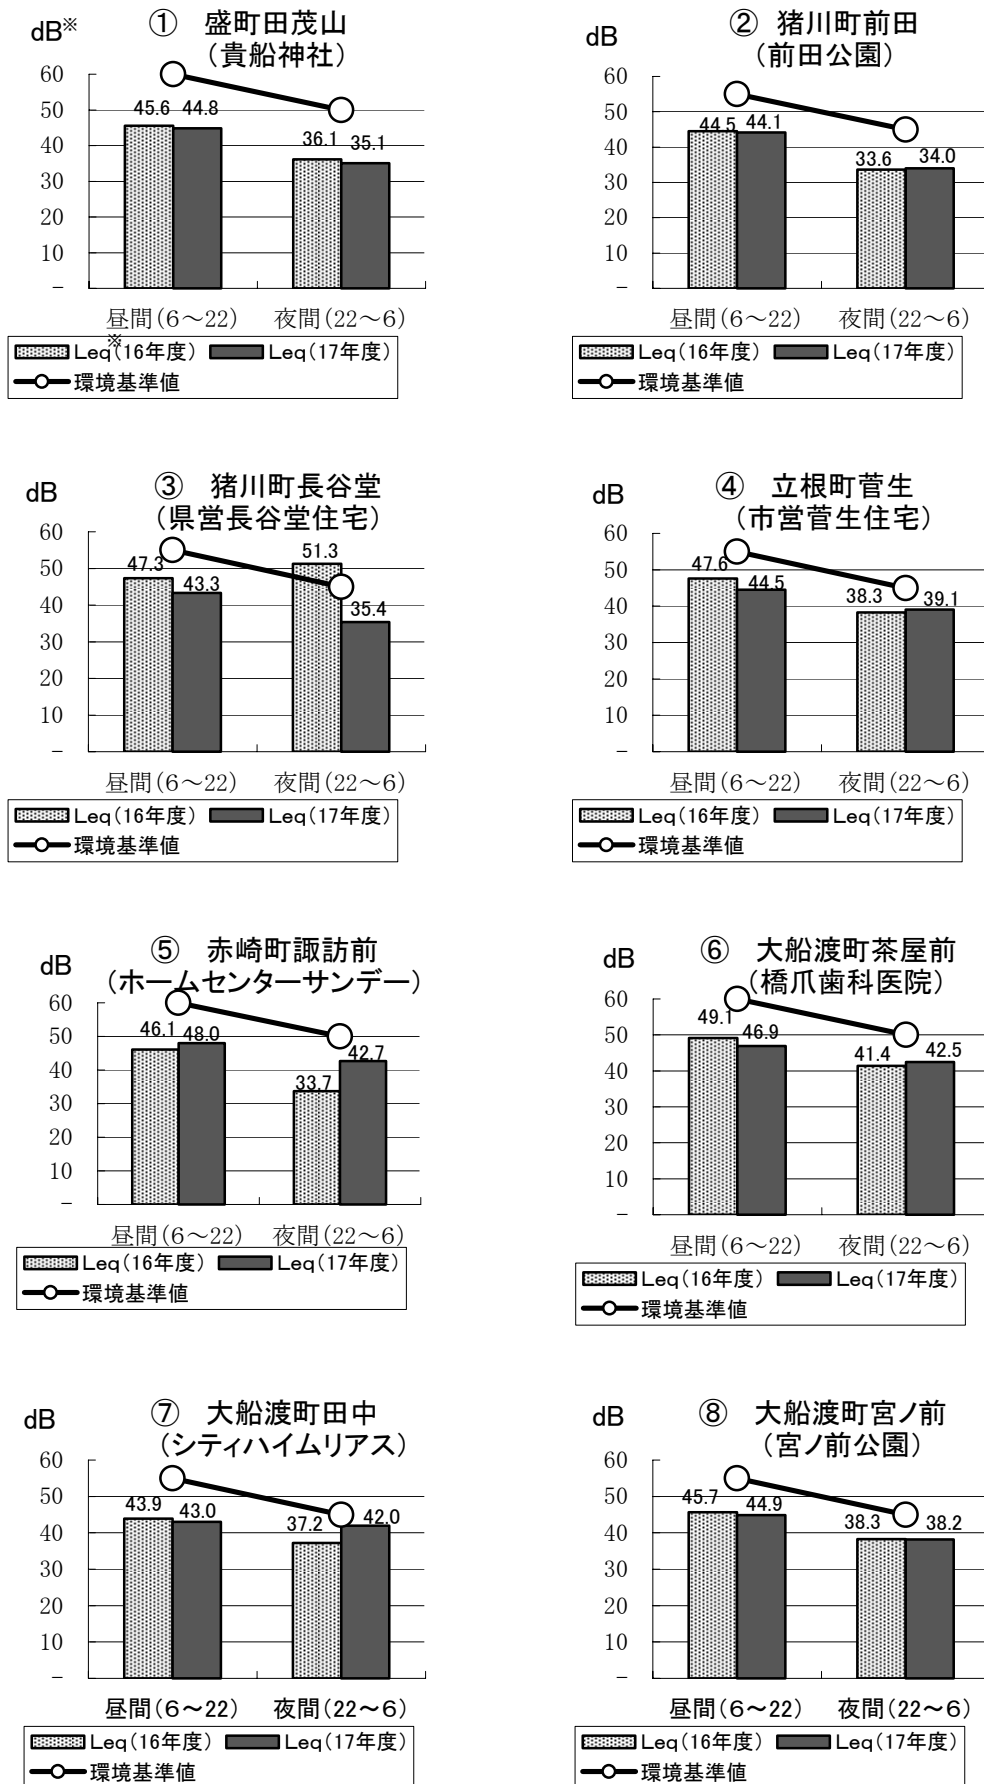 dB※
① 盛町田茂山
（貴船神社）
60
50
40
30
20
10
－
45.6 44.8
36.1 35.1
昼間(6～22) 夜間(22～6)
※
Leq(16年度) Leq(17年度)
環境基準値
dB
② 猪川町前田
（前田公園）
60
50
40
30
20
10
－
44.5 44.1
33.6 34.0
昼間(6～22) 夜間(22～6)
Leq(16年度) Leq(17年度)
環境基準値
dB
③ 猪川町長谷堂
（県営長谷堂住宅）
60
50
40
30
20
10
－
47.3 43.3
51.3 35.4
昼間(6～22) 夜間(22～6)
Leq(16年度) Leq(17年度)
環境基準値
dB
④ 立根町菅生
（市営菅生住宅）
60
50
40
30
20
10
－
47.6 44.5
38.3 39.1
昼間(6～22) 夜間(22～6)
Leq(16年度) Leq(17年度)
環境基準値
dB
⑤ 赤崎町諏訪前
（ホームセンターサンデー）
60
50
40
30
20
10
－
46.1 48.0
33.7 42.7
昼間(6～22) 夜間(22～6)
Leq(16年度) Leq(17年度)
環境基準値
dB
⑥ 大船渡町茶屋前
（橋爪歯科医院）
60
50
40
30
20
10
－
49.1 46.9
41.4 42.5
昼間(6～22) 夜間(22～6)
Leq(16年度) Leq(17年度)
環境基準値
dB
⑦ 大船渡町田中
（シティハイムリアス）
60
50
40
30
20
10
－
43.9 43.0
37.2 42.0
昼間(6～22) 夜間(22～6)
Leq(16年度) Leq(17年度)
環境基準値
dB
⑧ 大船渡町宮ノ前
（宮ノ前公園）
60
50
40
30
20
10
－
45.7 44.9
38.3 38.2
昼間(6～22) 夜間(22～6)
Leq(16年度) Leq(17年度)
環境基準値